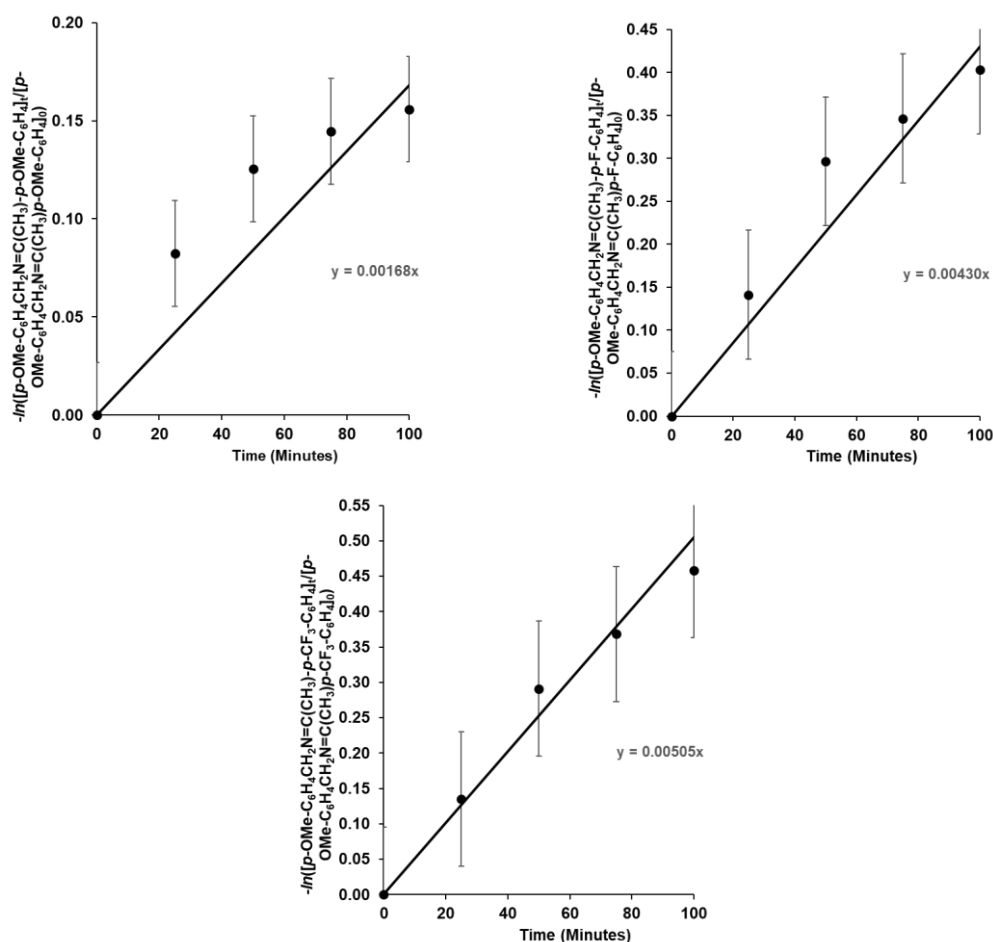 -ln([p-OMe-C₆H₄CH₂N=C(CH₃)-p-OMe-C₆H₄]t/[p-
OMe-C₆H₄CH₂N=C(CH₃)p-OMe-C₆H₄]₀)
0.20
0.15
0.10
0.05
0.00
y = 0.00168x
0 20 40 60 80 100
Time (Minutes)
-ln([p-OMe-C₆H₄CH₂N=C(CH₃)-p-F-C₆H₄]t/[p-
OMe-C₆H₄CH₂N=C(CH₃)p-F-C₆H₄]₀)
0.45
0.40
0.35
0.30
0.25
0.20
0.15
0.10
0.05
0.00
y = 0.00430x
0 20 40 60 80 100
Time (Minutes)
-ln([p-OMe-C₆H₄CH₂N=C(CH₃)-p-CF₃-C₆H₄]t/[p-
OMe-C₆H₄CH₂N=C(CH₃)p-CF₃-C₆H₄]₀)
0.55
0.50
0.45
0.40
0.35
0.30
0.25
0.20
0.15
0.10
0.05
0.00
y = 0.00505x
0 20 40 60 80 100
Time (Minutes)